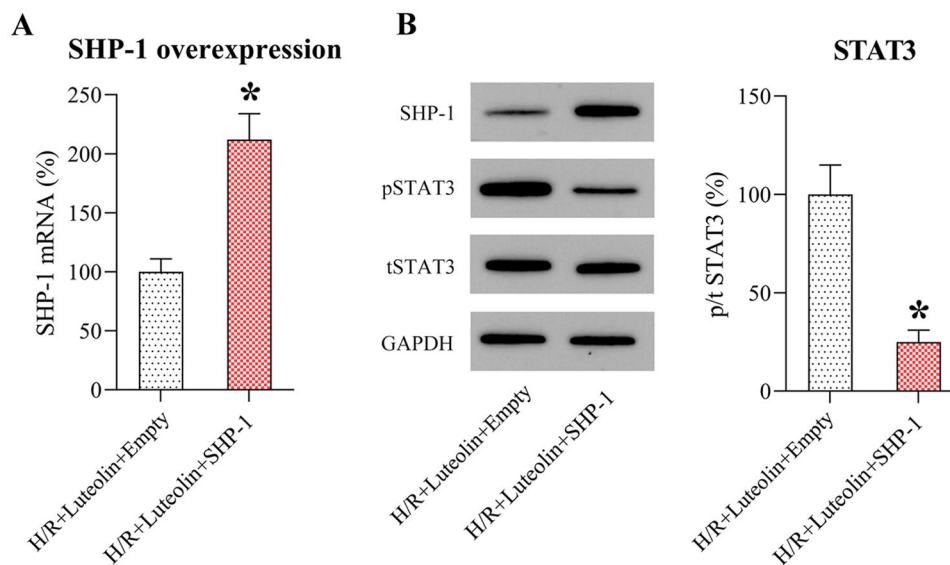 A
SHP-1 overexpression
SHP-1 mRNA (%)
250
200
150
100
50
0
*
H/R+Luteolin+Empty
H/R+Luteolin+SHP-1
B
SHP-1
pSTAT3
tSTAT3
GAPDH
H/R+Luteolin+Empty
H/R+Luteolin+SHP-1
STAT3
p/t STAT3 (%)
150
100
50
0
*
H/R+Luteolin+Empty
H/R+Luteolin+SHP-1